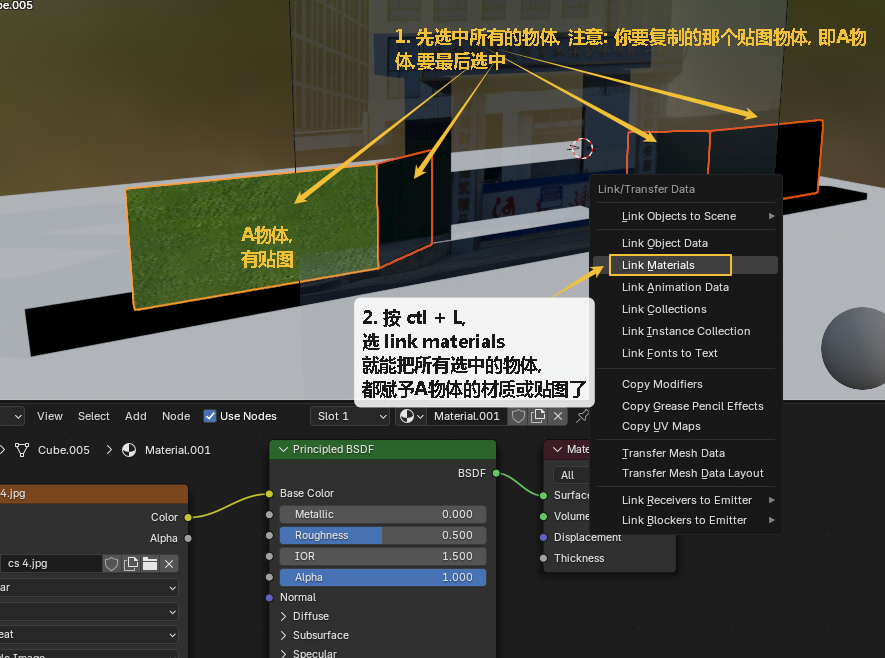 be.005
1. 先选中所有的物体, 注意: 你要复制的那个贴图物体, 即A物
体,要最后选中
A物体,
有贴图
2. 按 ctl + L,
选 link materials
就能把所有选中的物体,
都赋予A物体的材质或贴图了
Link/Transfer Data
Link Objects to Scene
Link Object Data
Link Materials
Link Animation Data
Link Collections
Link Instance Collection
Link Fonts to Text
Copy Modifiers
Copy Grease Pencil Effects
Copy UV Maps
Transfer Mesh Data
Transfer Mesh Data Layout
Link Receivers to Emitter
Link Blockers to Emitter
View Select Add Node Use Nodes Slot 1 Material.001
Cube.005 Material.001
4.jpg
Color
Alpha
cs 4.jpg
ar
eat
Principled BSDF
BSDF
Base Color
Metallic 0.000
Roughness 0.500
IOR 1.500
Alpha 1.000
Normal
Diffuse
Subsurface
Specular
Mate
All
Surface
Volume
Displacement
Thickness